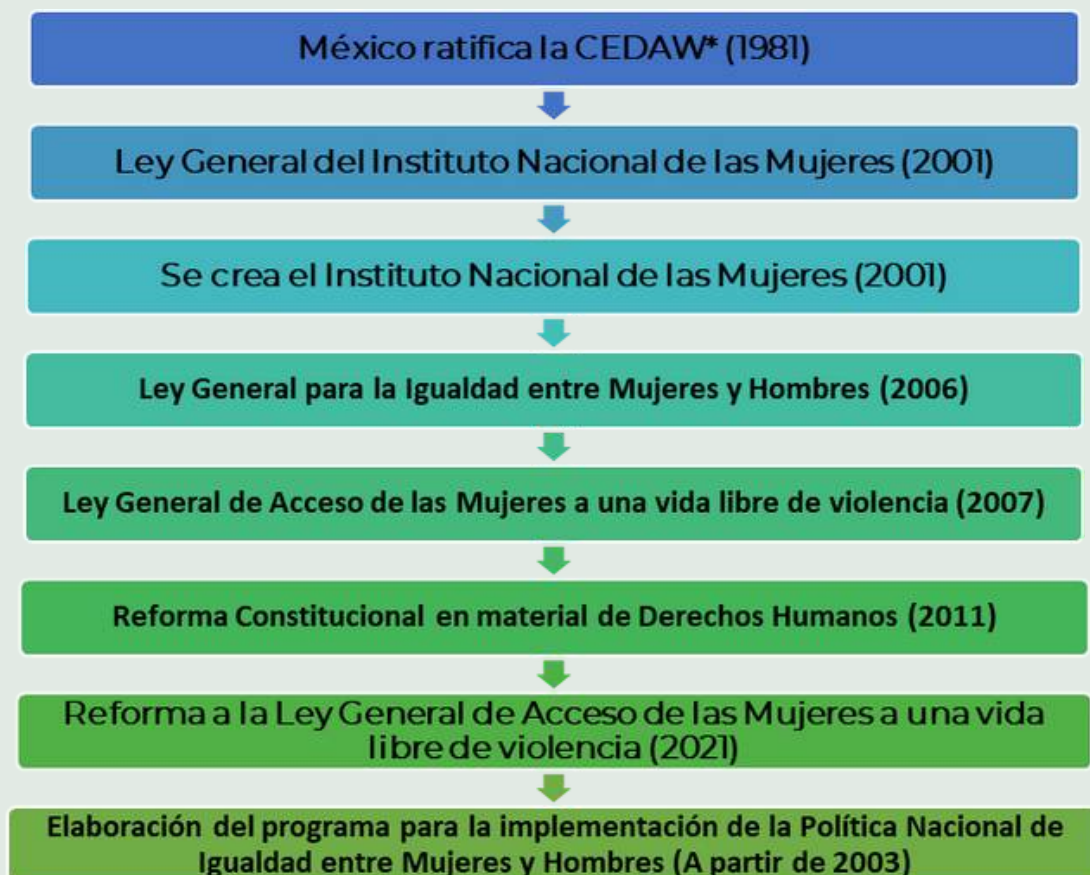 México ratifica la CEDAW* (1981)
Ley General del Instituto Nacional de las Mujeres (2001)
Se crea el Instituto Nacional de las Mujeres (2001)
Ley General para la Igualdad entre Mujeres y Hombres (2006)
Ley General de Acceso de las Mujeres a una vida libre de violencia (2007)
Reforma Constitucional en material de Derechos Humanos (2011)
Reforma a la Ley General de Acceso de las Mujeres a una vida
libre de violencia (2021)
Elaboración del programa para la implementación de la Política Nacional de
Igualdad entre Mujeres y Hombres (A partir de 2003)